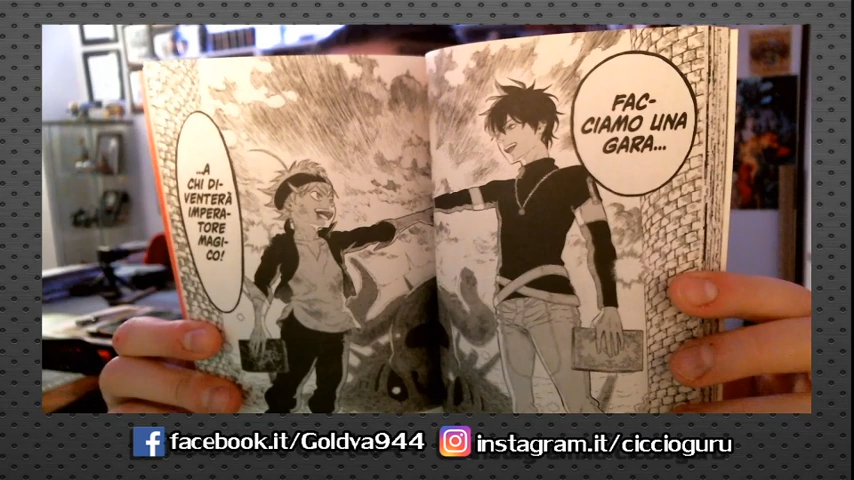 FAC-
CIAMO UNA
GARA...
...A
CHI DI-
VENTERÀ
IMPERA-
TORE
MAGI-
CO!
facebook.it/Goldva944
instagram.it/ciccioguru